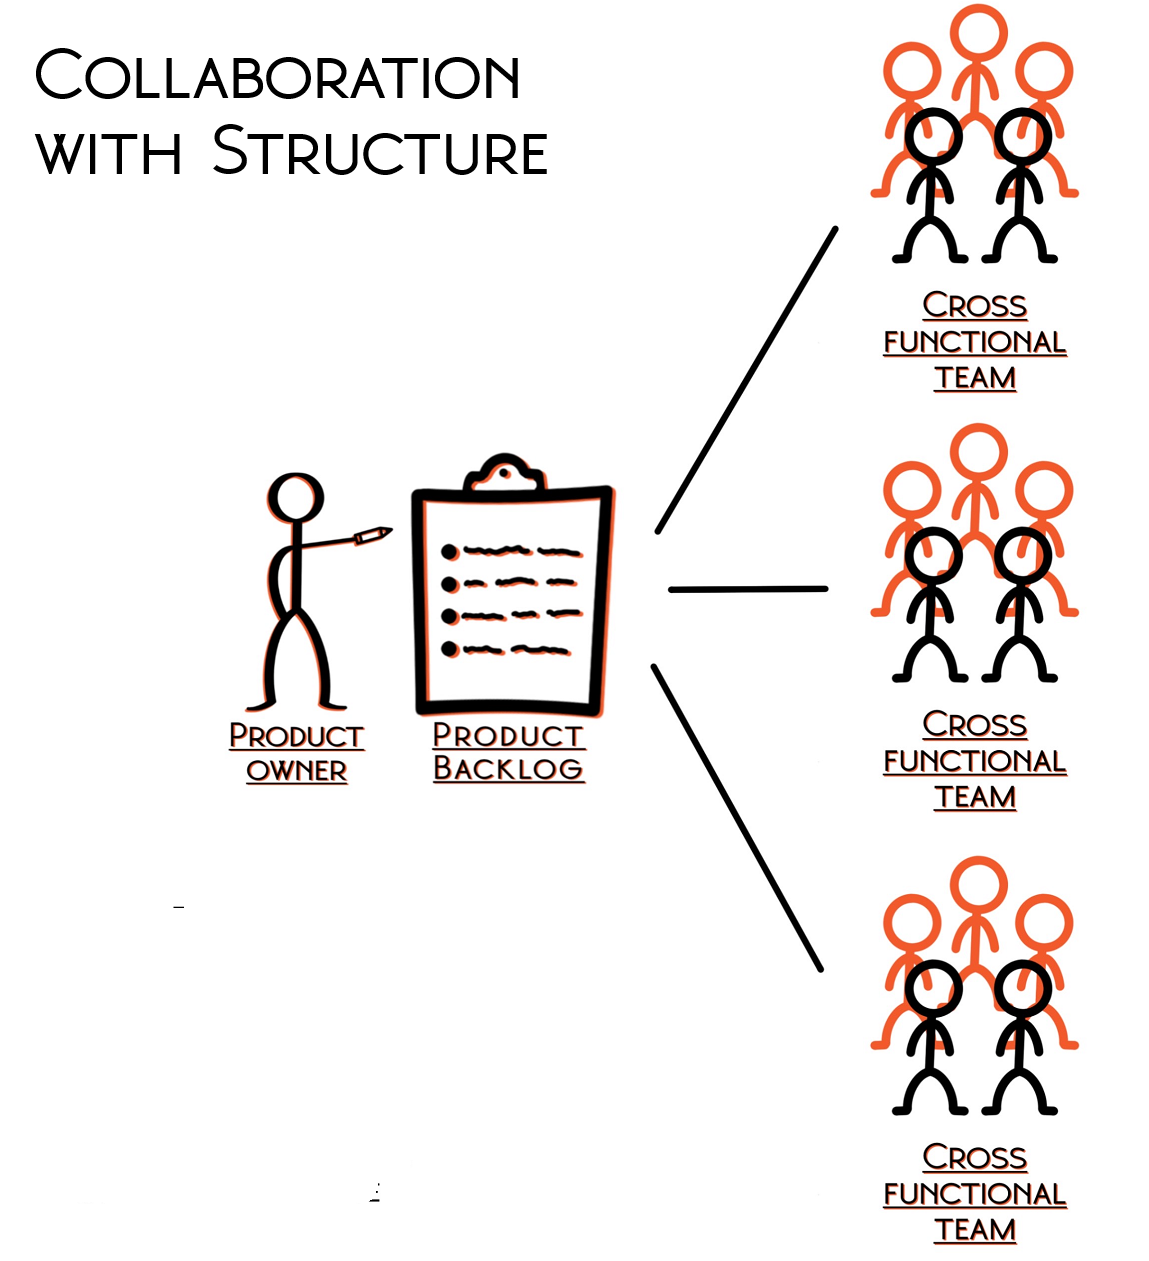 Collaboration
with Structure
Cross
functional
team
Product
owner
Product
Backlog
Cross
functional
team
Cross
functional
team